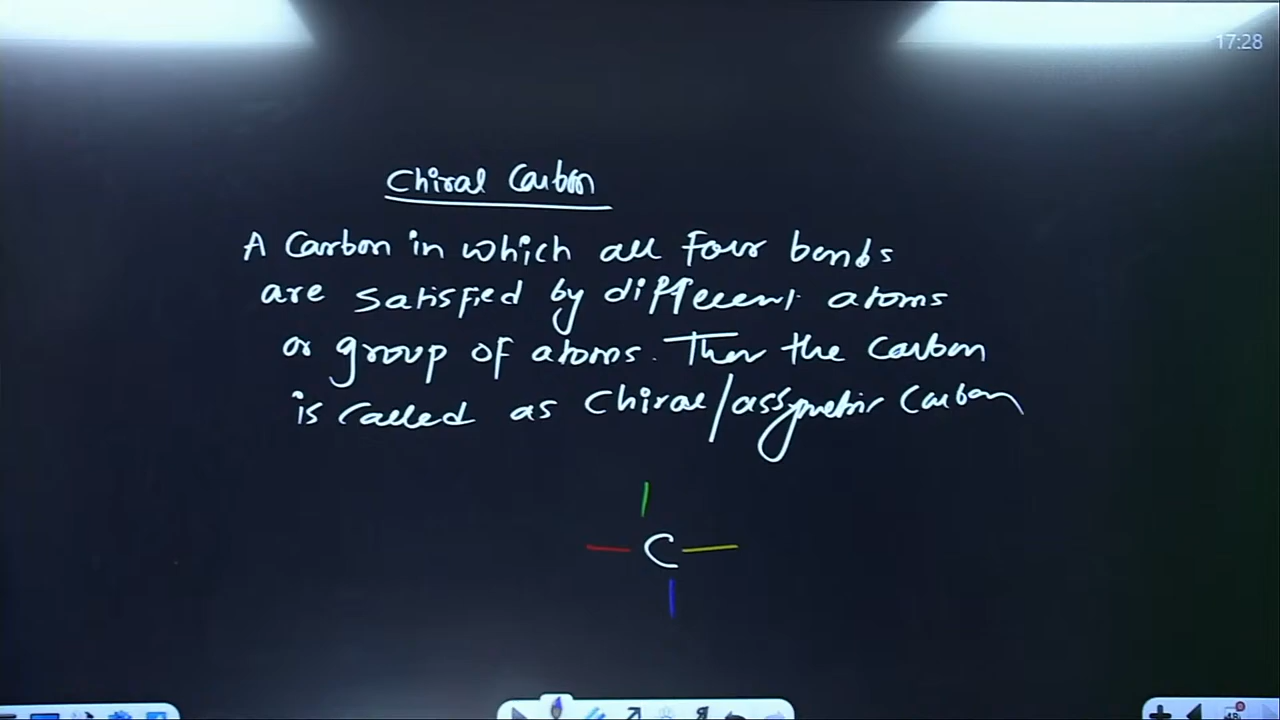 17:28
Chiral Carbon
A Carbon in which all four bonds
are satisfied by different atoms
or group of atoms. Then the carbon
is called as Chiral/assymetric Carbon
C